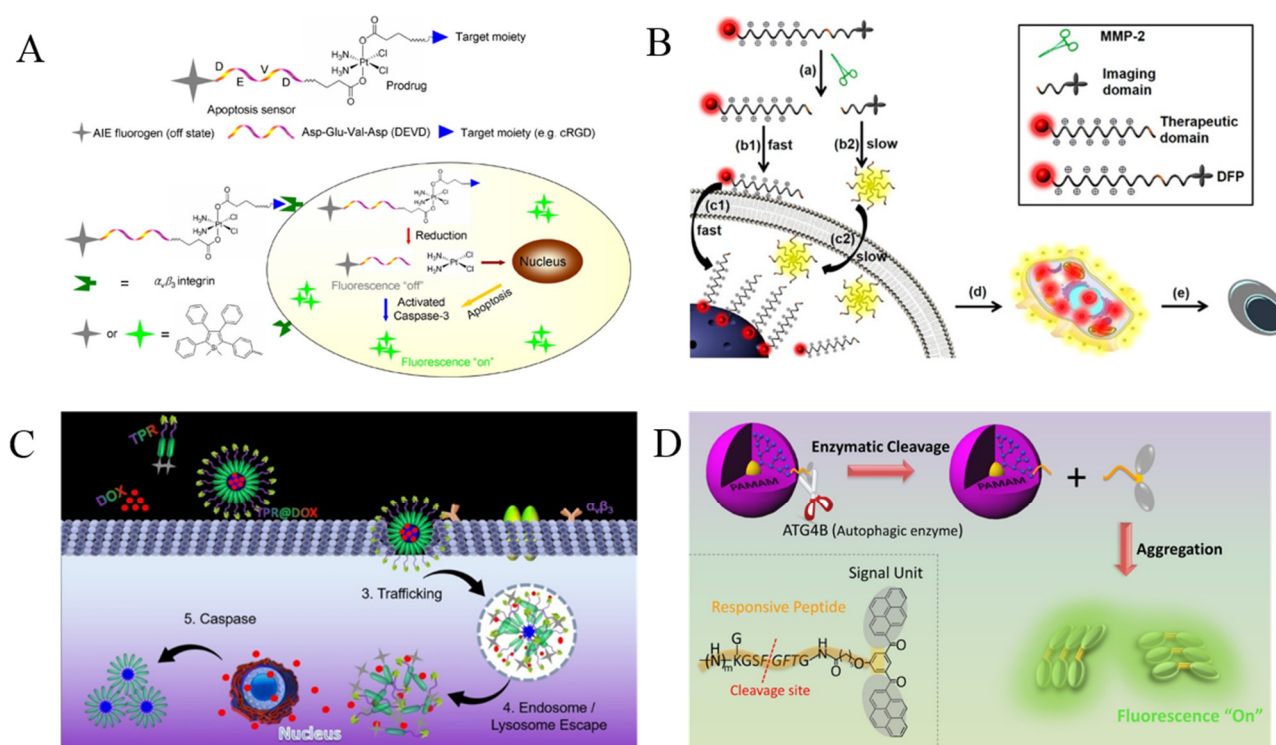 A
Target moiety
Prodrug
Apoptosis sensor
D
E
V
D
H₃N
H₂N
Pt
Cl
Cl
O
O
O
O
AIE fluorogen (off state)
Asp-Glu-Val-Asp (DEVD)
Target moiety (e.g. cRGD)
Reduction
Nucleus
Fluorescence "off"
Activated
Caspase-3
Apoptosis
Fluorescence "on"
= αvβ3 integrin
or
=
B
(a)
(b1) fast
(b2) slow
(c1)
fast
(c2)
slow
(d)
(e)
MMP-2
Imaging
domain
Therapeutic
domain
DFP
C
TPR
DOX
TPR@DOX
αvβ3
3. Trafficking
4. Endosome /
Lysosome Escape
5. Caspase
Nucleus
D
PAMAM
Enzymatic Cleavage
PAMAM
+
ATG4B (Autophagic enzyme)
Aggregation
Signal Unit
Responsive Peptide
G
KGSFGFTG
Cleavage site
Fluorescence "On"